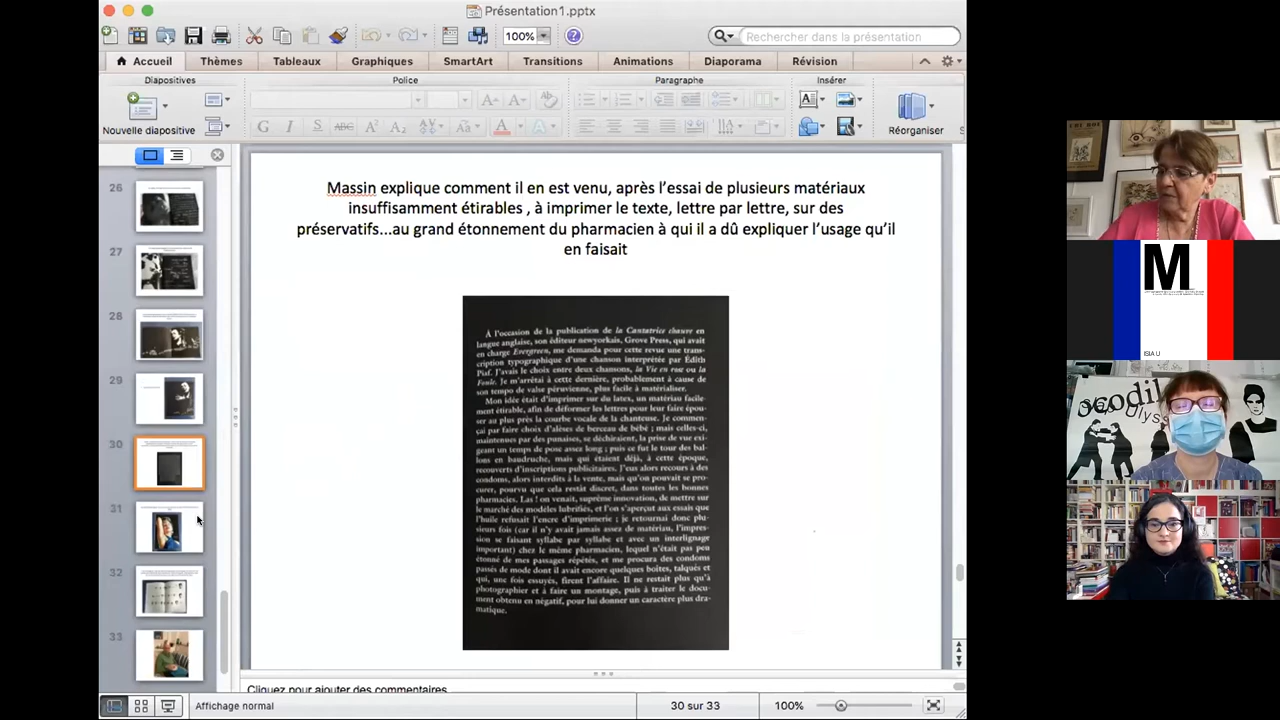 Présentation1.pptx
100%
Rechercher dans la présentation
Accueil
Thèmes
Tableaux
Graphiques
SmartArt
Transitions
Animations
Diaporama
Révision
Diapositives
Police
Paragraphe
Insérer
Nouvelle diapositive
Réorganiser
G I S ABC A² A₂ Aa A A
26
27
28
29
30
31
32
33
Massin explique comment il en est venu, après l’essai de plusieurs matériaux
insuffisamment étirables , à imprimer le texte, lettre par lettre, sur des
préservatifs...au grand étonnement du pharmacien à qui il a dû expliquer l’usage qu’il
en faisait
À l'occasion de la publication de la Cantatrice chauve en
langue anglaise, son éditeur newyorkais, Grove Press, qui avait
en charge Evergreen, me demanda pour cette revue une trans-
cription typographique d'une chanson interprétée par Édith
Piaf. J'avais le choix entre deux chansons, la Vie en rose ou la
Foule. Je m'arrêtai à cette dernière, probablement à cause de
son tempo de valse péruvienne, plus facile à matérialiser.
Mon idée était d'imprimer sur du latex, un matériau facile-
ment étirable, afin de déformer les lettres pour leur faire épou-
ser au plus près la courbe vocale de la chanteuse. Je commen-
çai par faire choix d'alèses de berceau de bébé ; mais celles-ci,
maintenues par des punaises, se déchiraient, la prise de vue exi-
geant un temps de pose assez long ; puis ce fut le tour des bal-
lons en baudruche, mais qui étaient déjà, à cette époque,
recouverts d'inscriptions publicitaires. J'eus alors recours à des
condoms, alors interdits à la vente, mais qu'on pouvait se pro-
curer, pourvu que cela restât discret, dans toutes les bonnes
pharmacies. Las ! on venait, suprême innovation, de mettre sur
le marché des modèles lubrifiés, et l'on s'aperçut aux essais que
l'huile refusait l'encre d'imprimerie ; je retournai donc plu-
sieurs fois (car il n'y avait jamais assez de matériau, l'impres-
sion se faisant syllabe par syllabe et avec un interlignage
important) chez le même pharmacien, lequel n'était pas peu
étonné de mes passages répétés, et me procura des condoms
passés de mode dont il avait encore quelques boîtes, talqués et
qui, une fois essuyés, firent l'affaire. Il ne restait plus qu'à
photographier et à faire un montage, puis à traiter le docu-
ment obtenu en négatif, pour lui donner un caractère plus dra-
matique.
Cliquez pour ajouter des commentaires
Affichage normal
30 sur 33
100%
M
ISIA U
ocodil
Ulyss